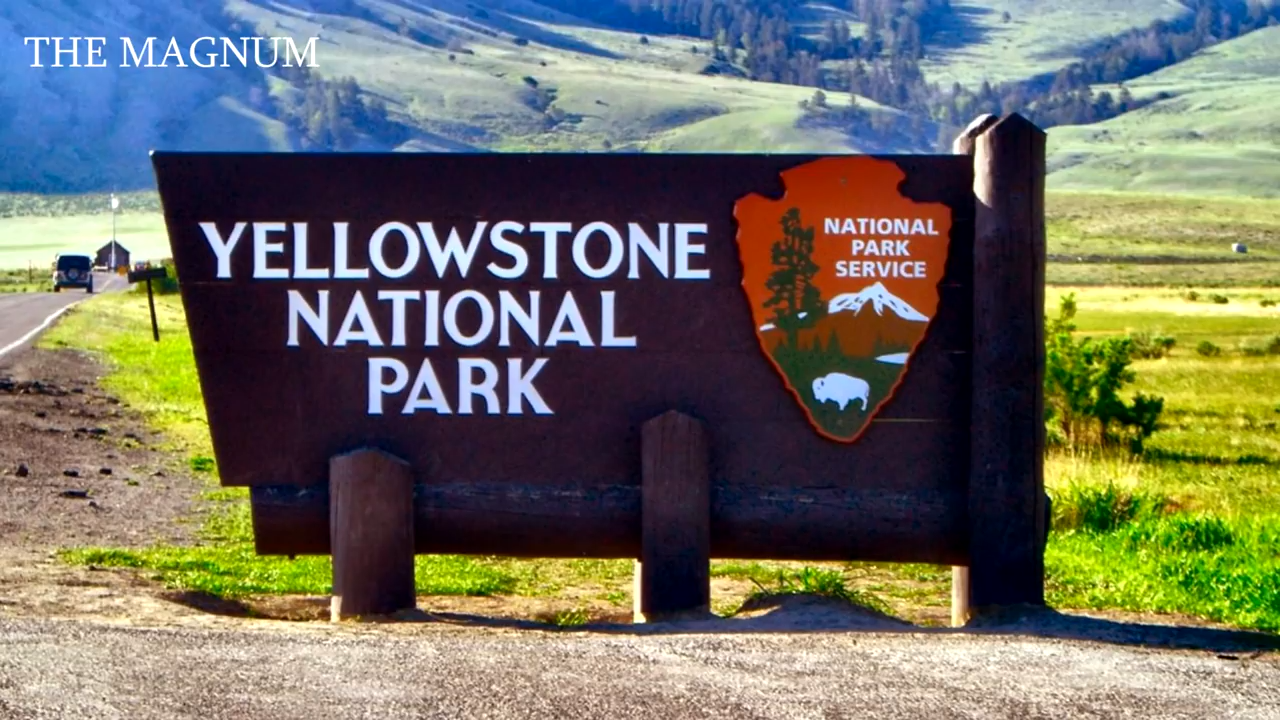 THE MAGNUM
YELLOWSTONE
NATIONAL
PARK
NATIONAL
PARK
SERVICE